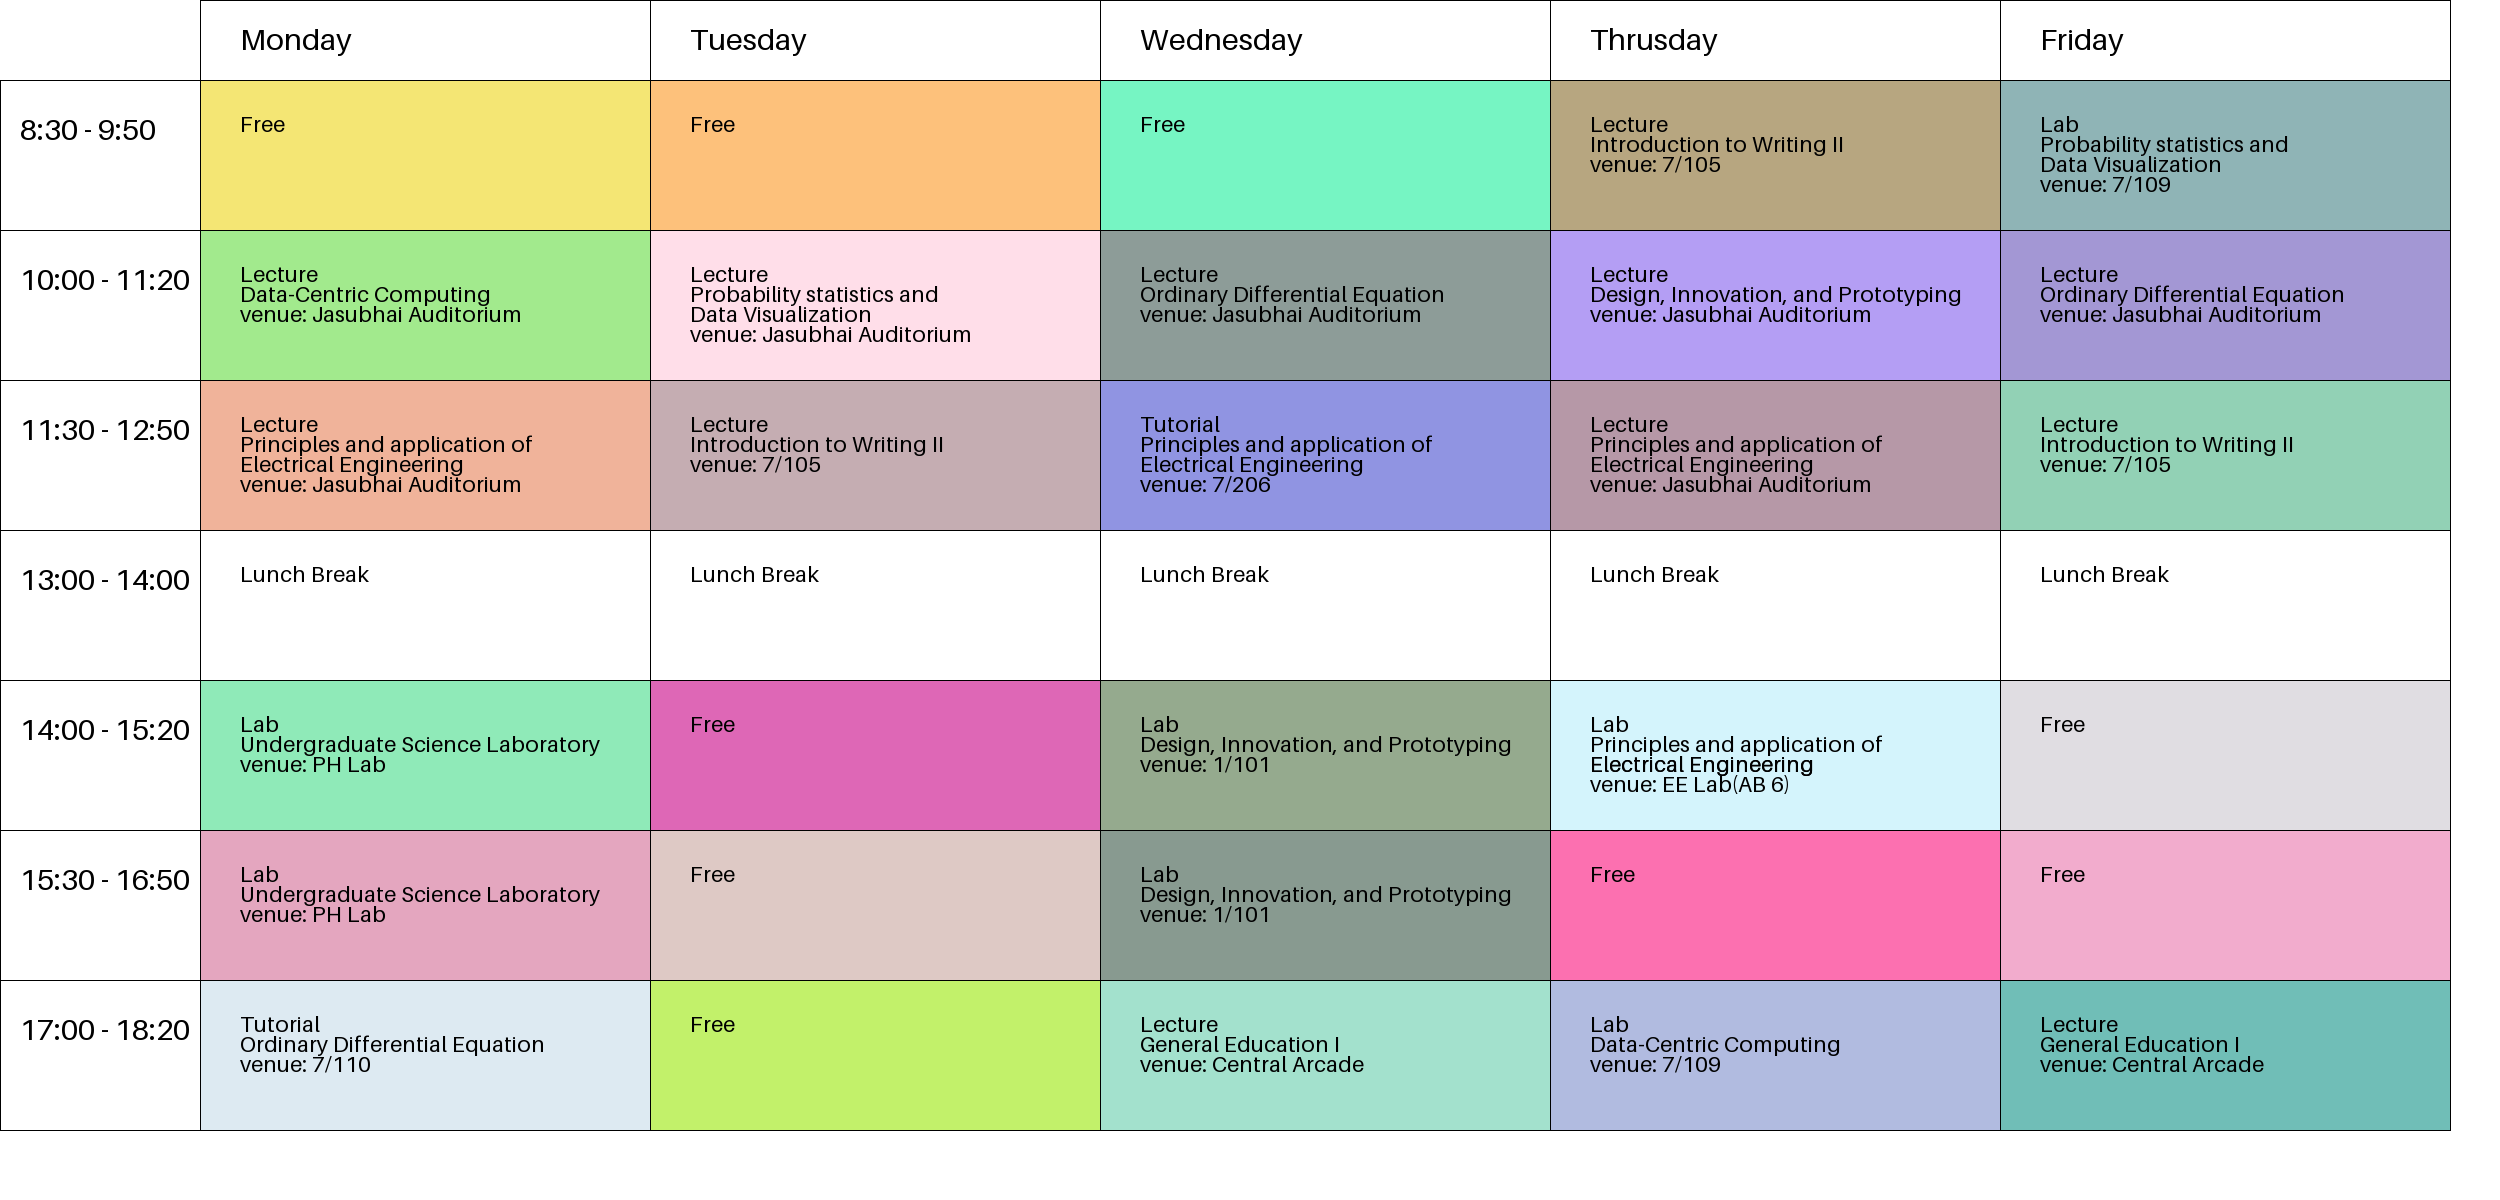 Monday
Tuesday
Wednesday
Thrusday
Friday
8:30 - 9:50
Free
Free
Free
Lecture
Introduction to Writing II
venue: 7/105
Lab
Probability statistics and
Data Visualization
venue: 7/109
10:00 - 11:20
Lecture
Data-Centric Computing
venue: Jasubhai Auditorium
Lecture
Probability statistics and
Data Visualization
venue: Jasubhai Auditorium
Lecture
Ordinary Differential Equation
venue: Jasubhai Auditorium
Lecture
Design, Innovation, and Prototyping
venue: Jasubhai Auditorium
Lecture
Ordinary Differential Equation
venue: Jasubhai Auditorium
11:30 - 12:50
Lecture
Principles and application of
Electrical Engineering
venue: Jasubhai Auditorium
Lecture
Introduction to Writing II
venue: 7/105
Tutorial
Principles and application of
Electrical Engineering
venue: 7/206
Lecture
Principles and application of
Electrical Engineering
venue: Jasubhai Auditorium
Lecture
Introduction to Writing II
venue: 7/105
13:00 - 14:00
Lunch Break
Lunch Break
Lunch Break
Lunch Break
Lunch Break
14:00 - 15:20
Lab
Undergraduate Science Laboratory
venue: PH Lab
Free
Lab
Design, Innovation, and Prototyping
venue: 1/101
Lab
Principles and application of
Electrical Engineering
venue: EE Lab(AB 6)
Free
15:30 - 16:50
Lab
Undergraduate Science Laboratory
venue: PH Lab
Free
Lab
Design, Innovation, and Prototyping
venue: 1/101
Free
Free
17:00 - 18:20
Tutorial
Ordinary Differential Equation
venue: 7/110
Free
Lecture
General Education I
venue: Central Arcade
Lab
Data-Centric Computing
venue: 7/109
Lecture
General Education I
venue: Central Arcade